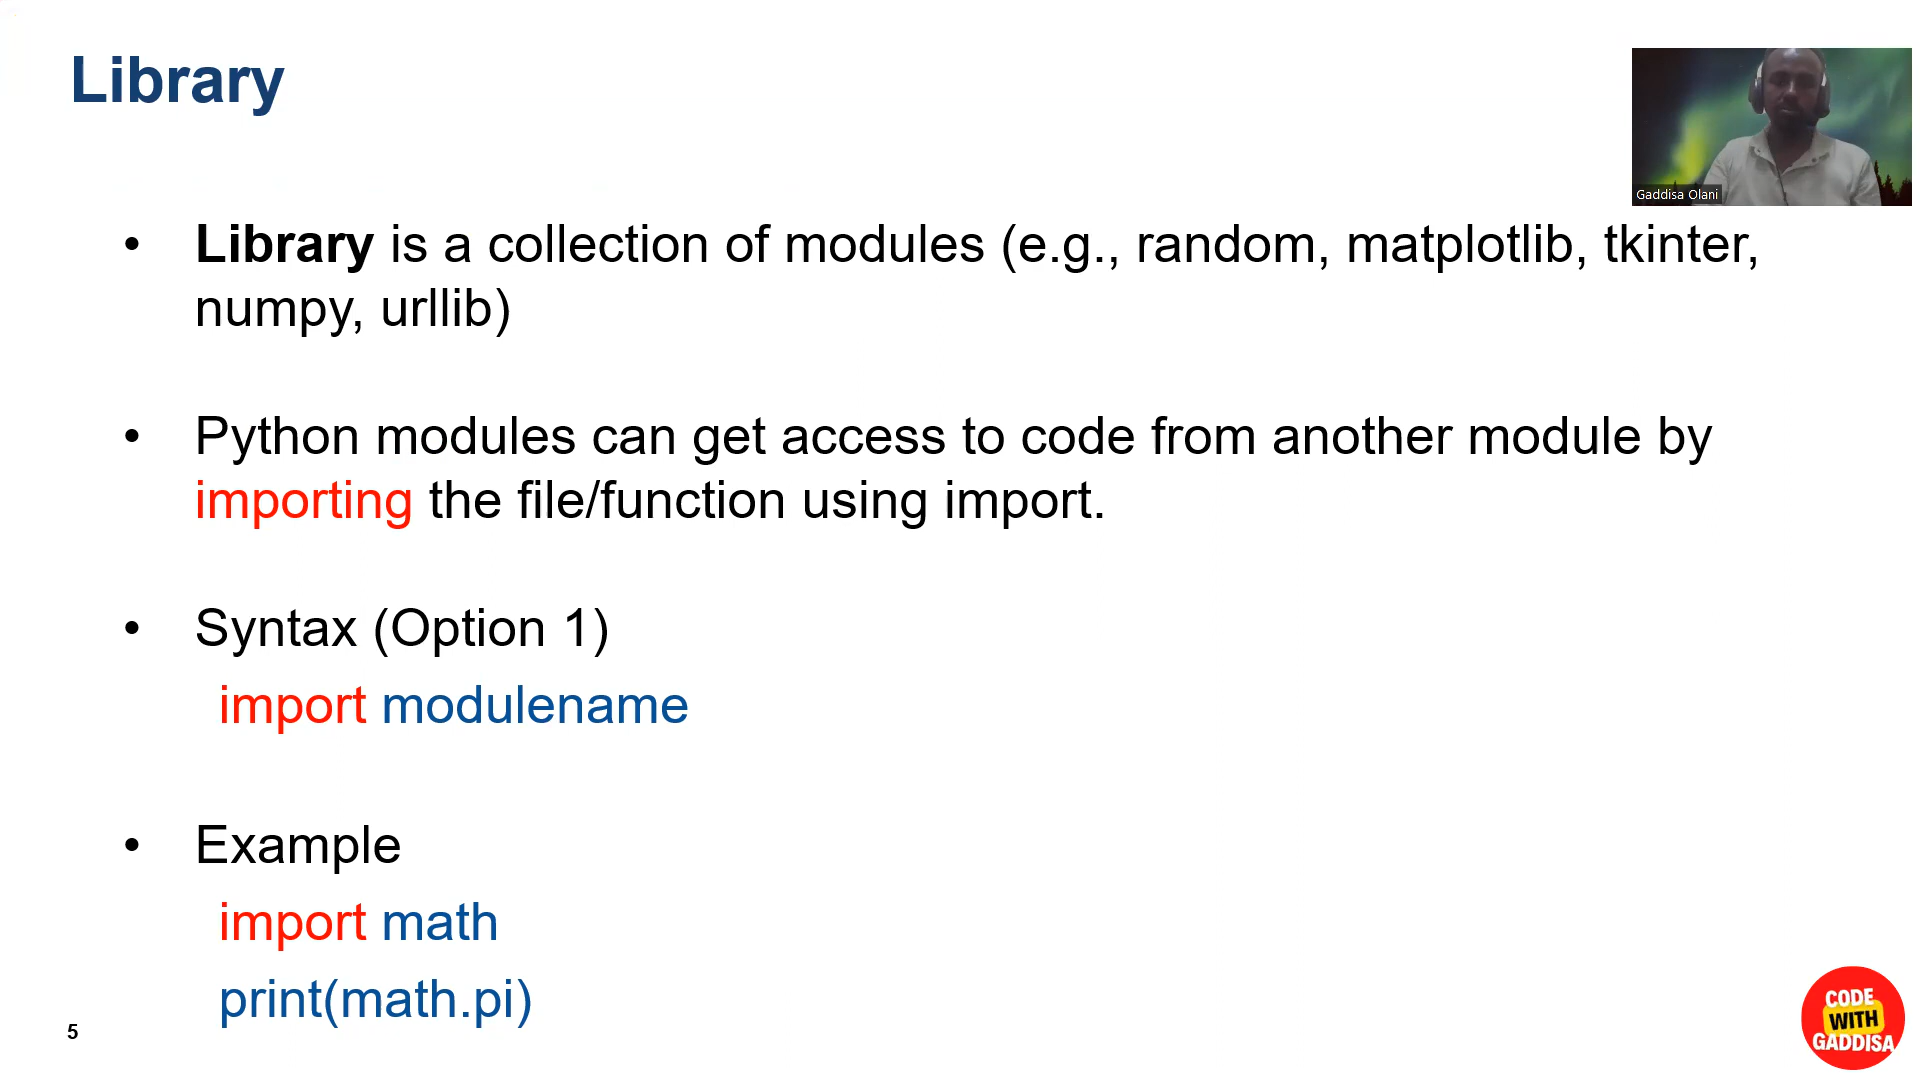 Library
Gaddisa Olani
• Library is a collection of modules (e.g., random, matplotlib, tkinter,
numpy, urllib)
• Python modules can get access to code from another module by
importing the file/function using import.
• Syntax (Option 1)
import modulename
• Example
import math
print(math.pi)
5
CODE
WITH
GADDISA